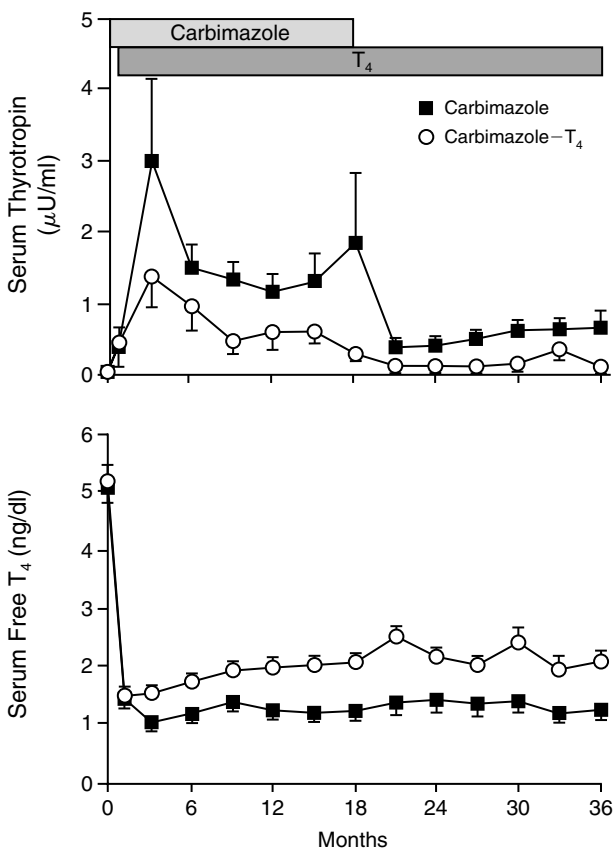 Carbimazole
T₄
Carbimazole
Carbimazole–T₄
Serum Thyrotropin
(μU/ml)
5
4
3
2
1
0
Serum Free T₄ (ng/dl)
6
5
4
3
2
1
0
0 6 12 18 24 30 36
Months